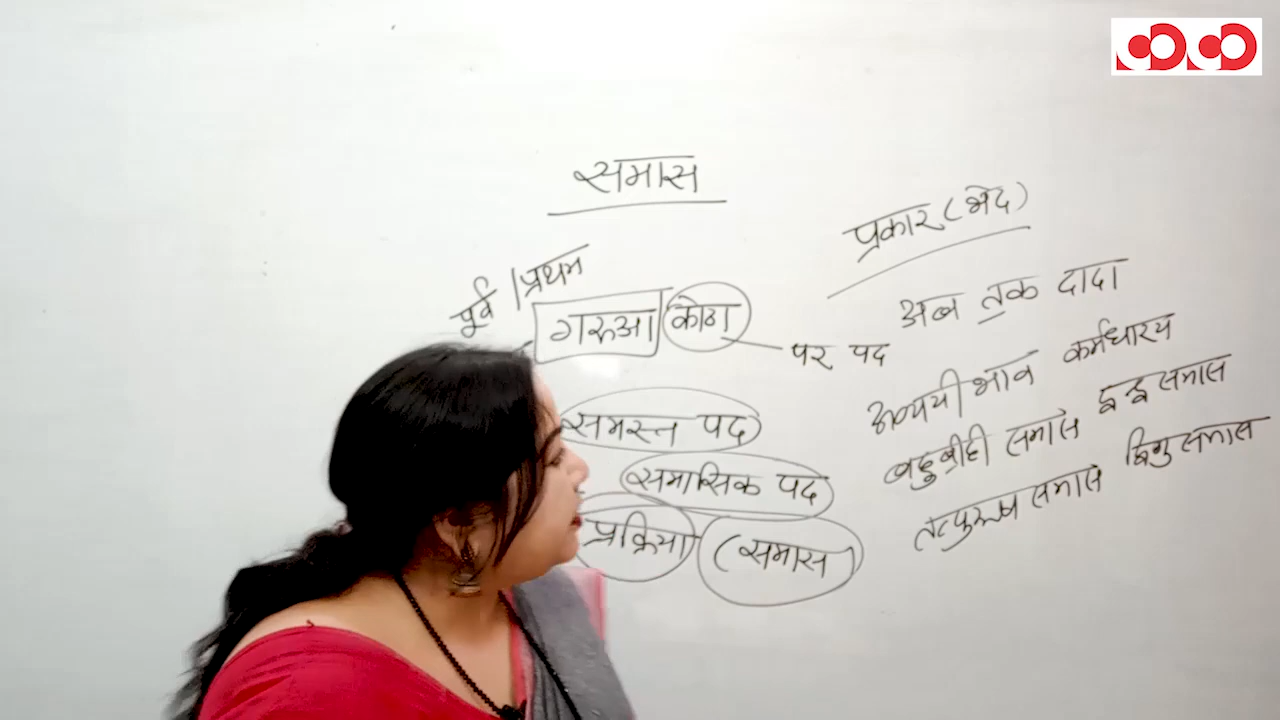 समास
पूर्व | प्रथम
गरुआ
पर पद
समस्त पद
समासिक पद
प्रक्रिया (समास)
प्रकार (भेद)
अब तक दादा
अव्ययी भाव कर्मधारय
बहुब्रीही समास द्वन्द्व समास
तत्पुरूष समास द्विगु समास